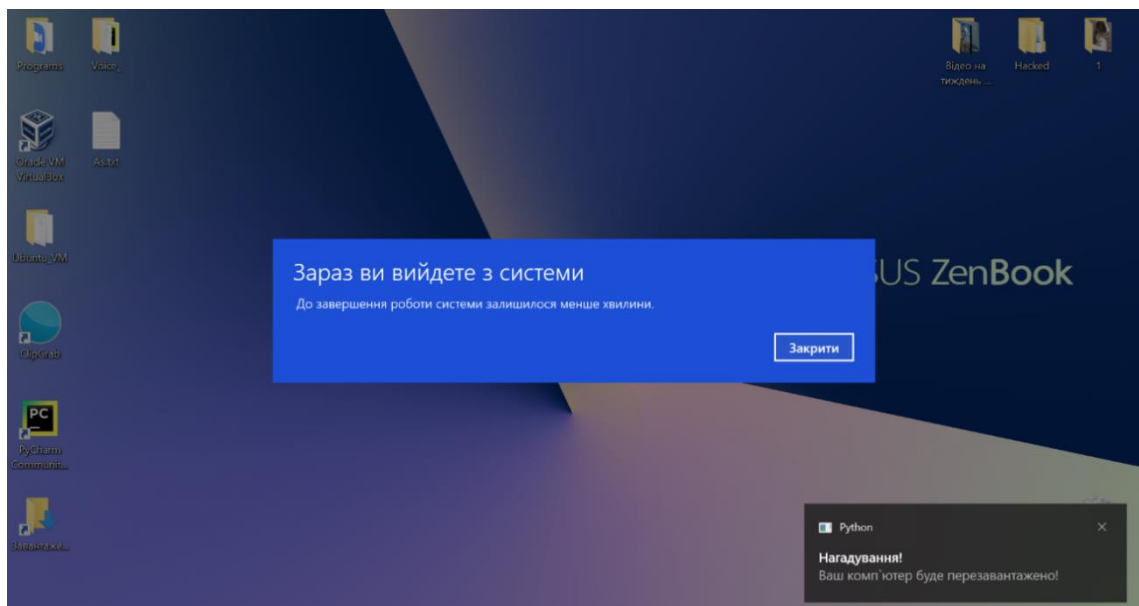 Programs
Voice_
Відео на
тиждень ...
Hacked
1
Oracle VM
VirtualBox
As.txt
Ubuntu_VM
Зараз ви вийдете з системи
До завершення роботи системи залишилося менше хвилини.
Закрити
SUS ZenBook
ClipGrab
PC
PyCharm
Communit...
Завантаже...
Python
Нагадування!
Ваш комп`ютер буде перезавантажено!